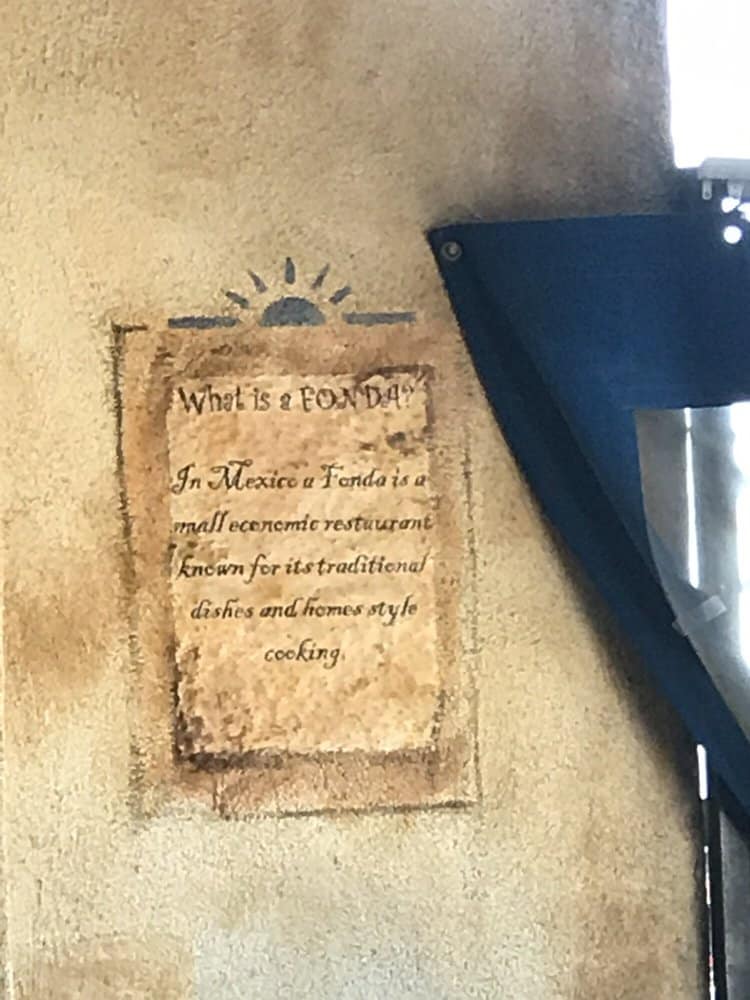 What is a FONDA?
In Mexico a Fonda is a
mall economic restaurant
known for its traditional
dishes and homes style
cooking.